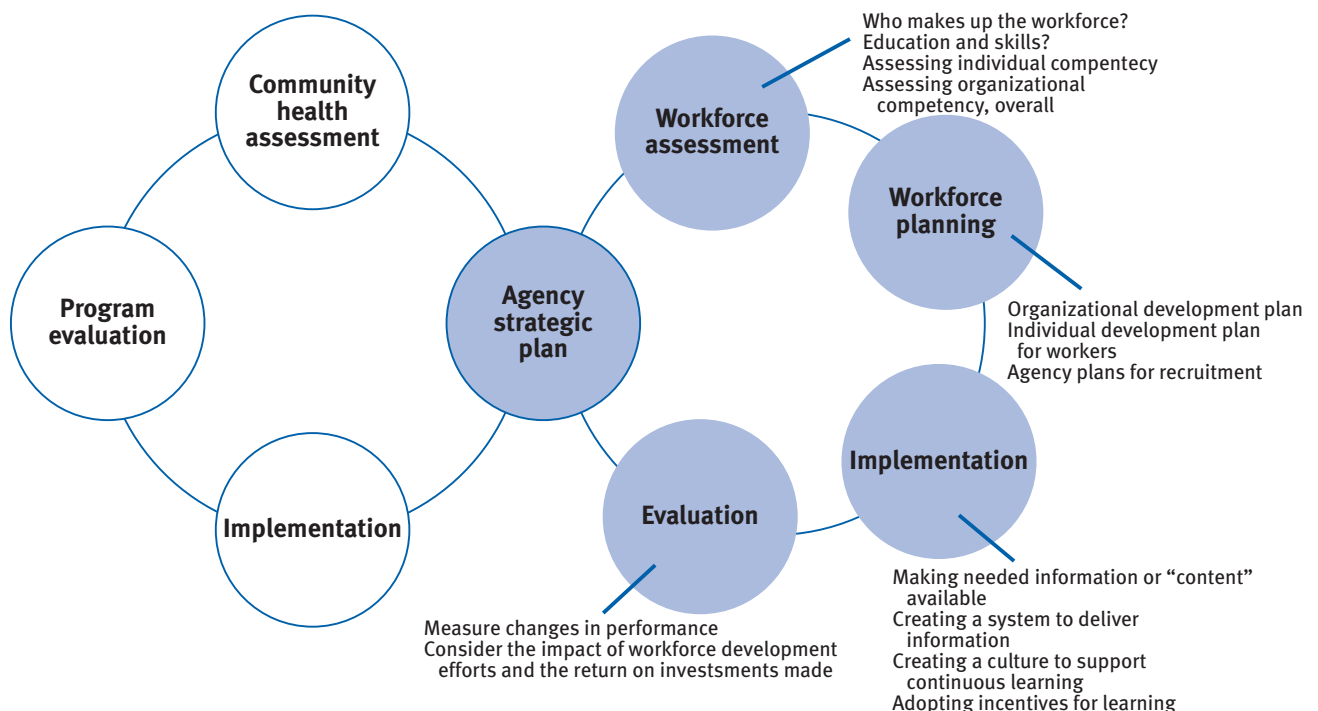 Community
health
assessment
Program
evaluation
Implementation
Agency
strategic
plan
Workforce
assessment
Who makes up the workforce?
Education and skills?
Assessing individual compentecy
Assessing organizational
competency, overall
Workforce
planning
Organizational development plan
Individual development plan
for workers
Agency plans for recruitment
Implementation
Making needed information or “content”
available
Creating a system to deliver
information
Creating a culture to support
continuous learning
Adopting incentives for learning
Evaluation
Measure changes in performance
Consider the impact of workforce development
efforts and the return on investsments made